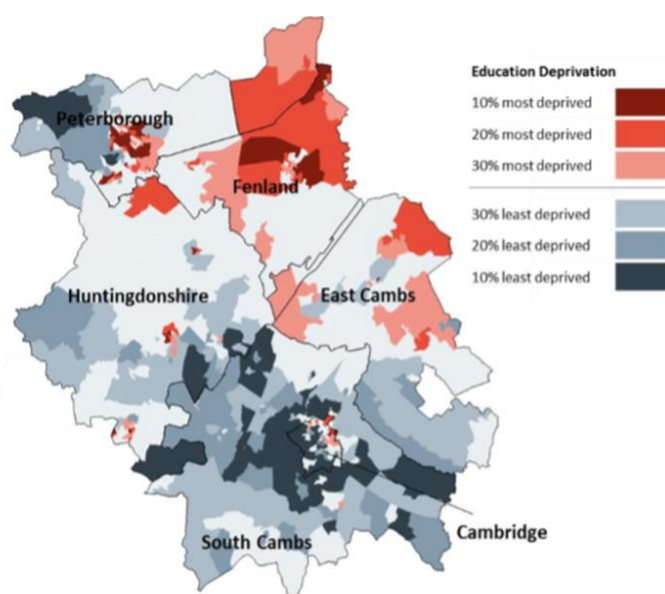 Education Deprivation
10% most deprived
20% most deprived
30% most deprived
30% least deprived
20% least deprived
10% least deprived
Peterborough
Fenland
Huntingdonshire
East Cambs
Cambridge
South Cambs